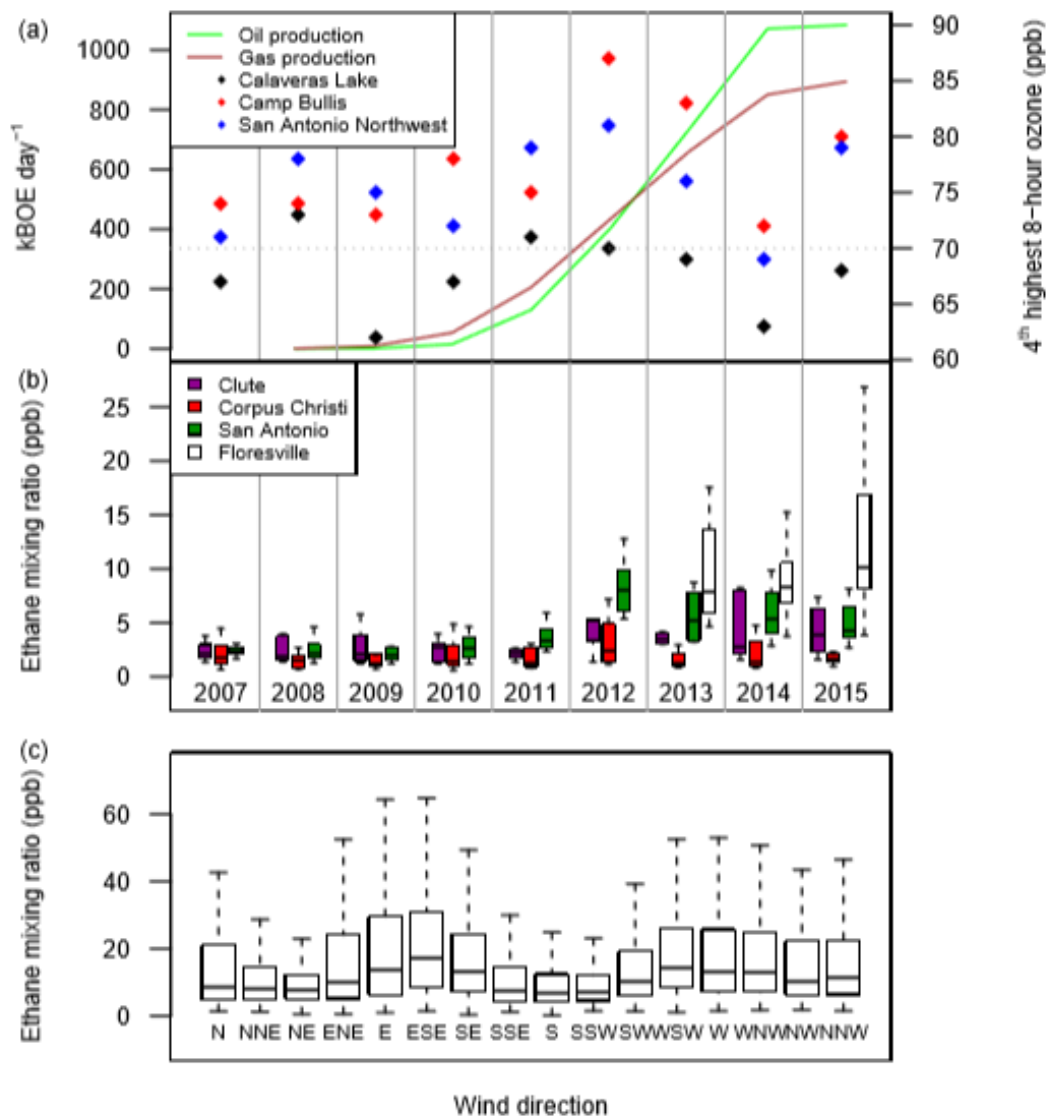 (a)
Oil production
Gas production
Calaveras Lake
Camp Bullis
San Antonio Northwest
1000
800
600
400
200
0
kBOE day⁻¹
90
85
80
75
70
65
60
4ᵗʰ highest 8−hour ozone (ppb)
(b)
Clute
Corpus Christi
San Antonio
Floresville
25
20
15
10
5
0
Ethane mixing ratio (ppb)
2007 2008 2009 2010 2011 2012 2013 2014 2015
(c)
60
40
20
0
Ethane mixing ratio (ppb)
N NNE NE ENE E ESE SE SSE S SSW SW WSW W WNW NW NNW
Wind direction